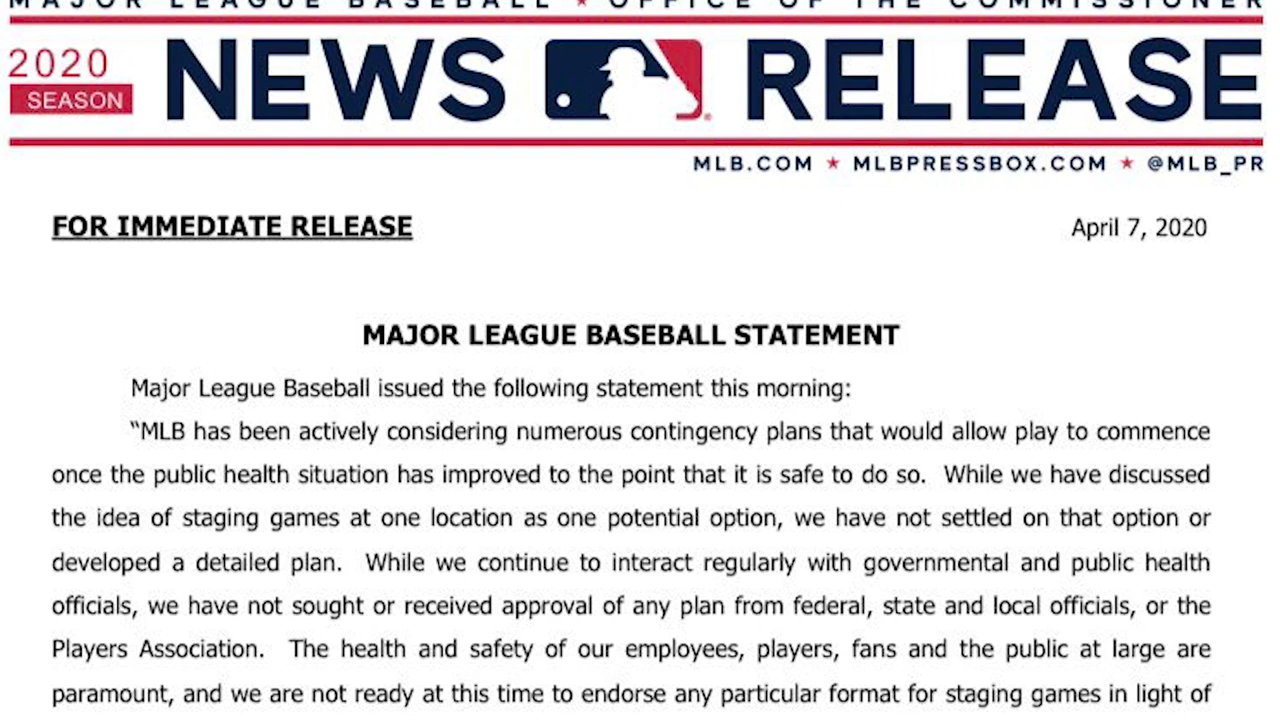 MAJOR LEAGUE BASEBALL ★ OFFICE OF THE COMMISSIONER
2020
SEASON
NEWS RELEASE
MLB.COM ★ MLBPRESSBOX.COM ★ @MLB_PR
FOR IMMEDIATE RELEASE April 7, 2020
MAJOR LEAGUE BASEBALL STATEMENT
Major League Baseball issued the following statement this morning:
“MLB has been actively considering numerous contingency plans that would allow play to commence
once the public health situation has improved to the point that it is safe to do so. While we have discussed
the idea of staging games at one location as one potential option, we have not settled on that option or
developed a detailed plan. While we continue to interact regularly with governmental and public health
officials, we have not sought or received approval of any plan from federal, state and local officials, or the
Players Association. The health and safety of our employees, players, fans and the public at large are
paramount, and we are not ready at this time to endorse any particular format for staging games in light of